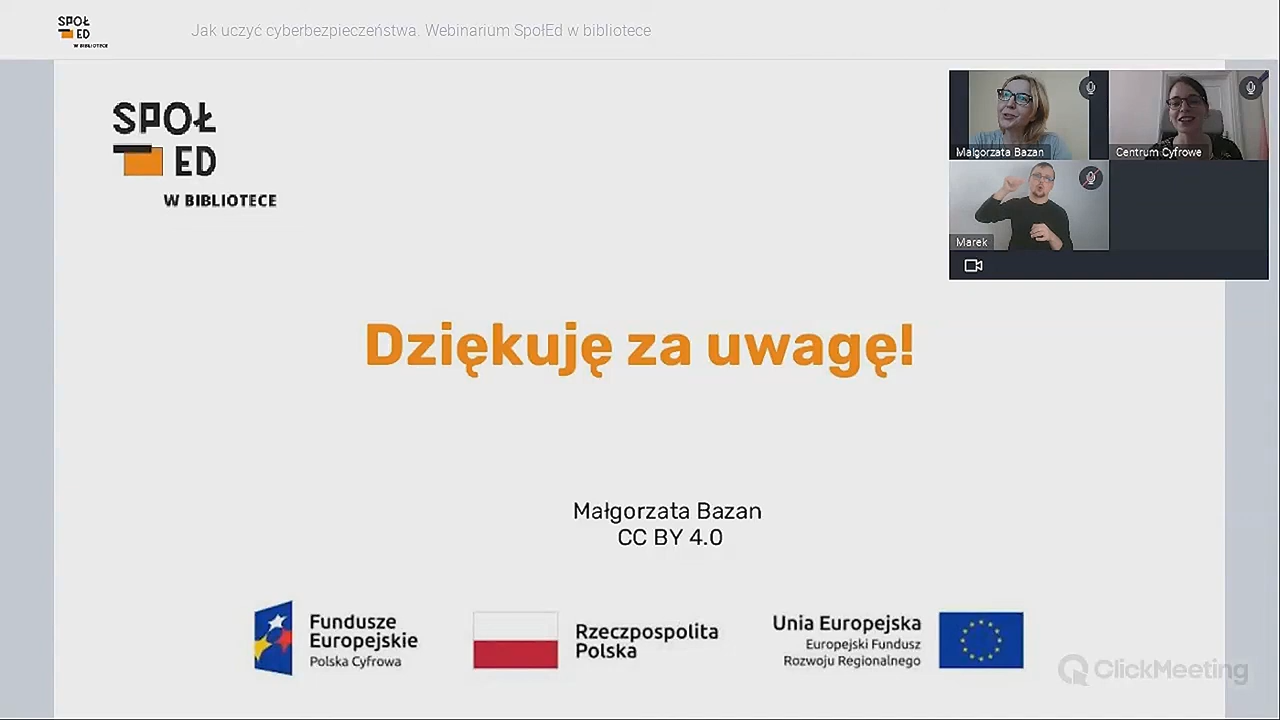 SPOŁ
ED
W BIBLIOTECE
Jak uczyć cyberbezpieczeństwa. Webinarium SpołEd w bibliotece
SPOŁ
ED
W BIBLIOTECE
Malgorzata Bazan
Centrum Cyfrowe
Marek
Dziękuję za uwagę!
Małgorzata Bazan
CC BY 4.0
Fundusze
Europejskie
Polska Cyfrowa
Rzeczpospolita
Polska
Unia Europejska
Europejski Fundusz
Rozwoju Regionalnego
ClickMeeting